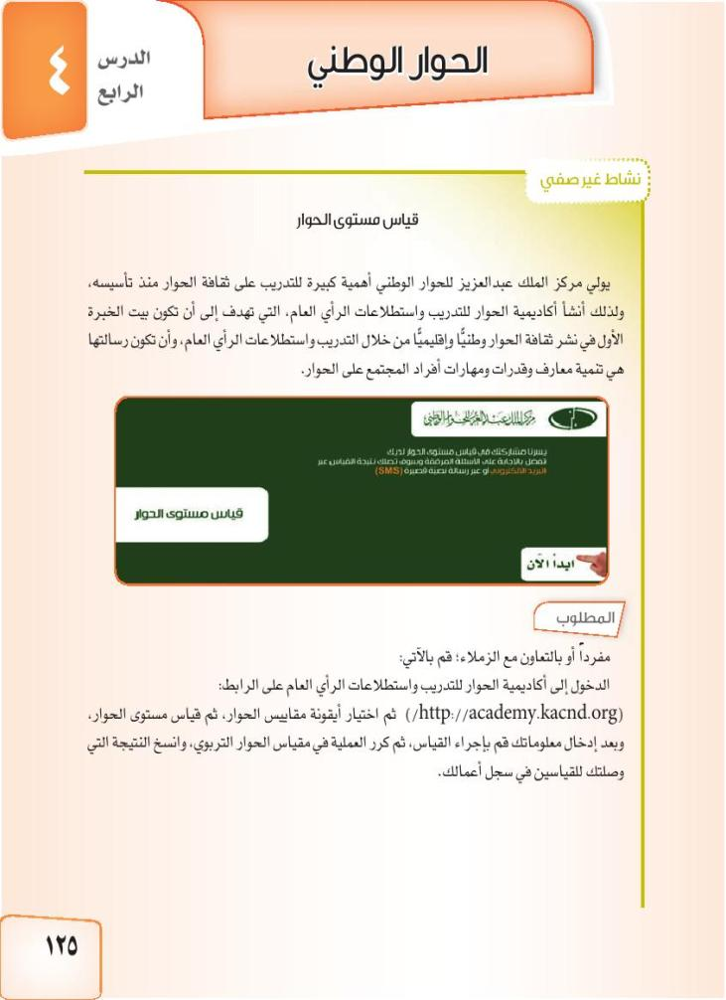 الحوار الوطني
الدرس
الرابع
٤
نشاط غير صفي
قياس مستوى الحوار
يولي مركز الملك عبدالعزيز للحوار الوطني أهمية كبيرة للتدريب على ثقافة الحوار منذ تأسيسه،
ولذلك أنشأ أكاديمية الحوار للتدريب واستطلاعات الرأي العام، التي تهدف إلى أن تكون بيت الخبرة
الأول في نشر ثقافة الحوار وطنيًّا وإقليميًّا من خلال التدريب واستطلاعات الرأي العام، وأن تكون رسالتها
هي تنمية معارف وقدرات ومهارات أفراد المجتمع على الحوار.
مركز الملك عبدالعزيز للحوار الوطني
يسرنا مشاركتك في قياس مستوى الحوار لديك
تفضل بالاجابة على الأسئلة المرفقة وسوف تصلك نتيجة القياس عبر
البريد الالكتروني او عبر رسالة نصية قصيرة (SMS)
قياس مستوى الحوار
ابدأ الآن
المطلوب
مفرداً أو بالتعاون مع الزملاء؛ قم بالآتي:
الدخول إلى أكاديمية الحوار للتدريب واستطلاعات الرأي العام على الرابط:
(http://academy.kacnd.org/) ثم اختيار أيقونة مقاييس الحوار، ثم قياس مستوى الحوار،
وبعد إدخال معلوماتك قم بإجراء القياس، ثم كرر العملية في مقياس الحوار التربوي، وانسخ النتيجة التي
وصلتك للقياسين في سجل أعمالك.
١٢٥